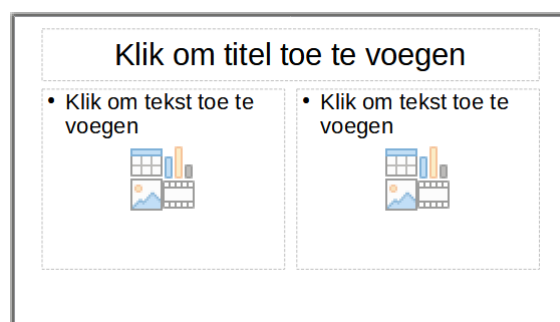 Klik om titel toe te voegen
• Klik om tekst toe te
voegen
• Klik om tekst toe te
voegen